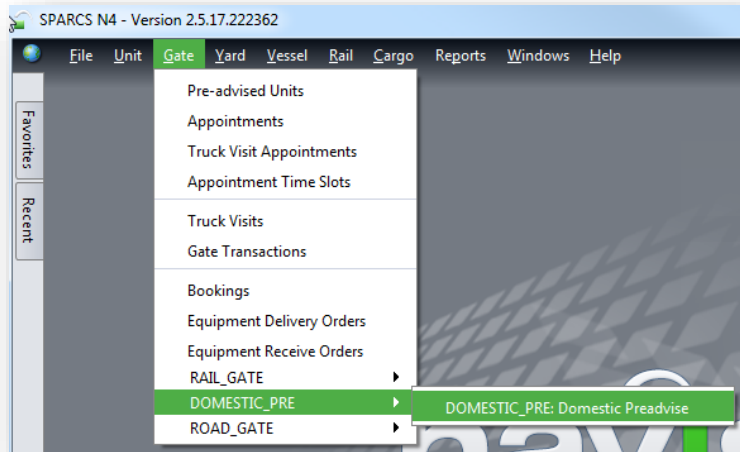 SPARCS N4 - Version 2.5.17.222362
File Unit Gate Yard Vessel Rail Cargo Reports Windows Help
Favorites
Recent
Pre-advised Units
Appointments
Truck Visit Appointments
Appointment Time Slots
Truck Visits
Gate Transactions
Bookings
Equipment Delivery Orders
Equipment Receive Orders
RAIL_GATE
DOMESTIC_PRE
DOMESTIC_PRE: Domestic Preadvise
ROAD_GATE